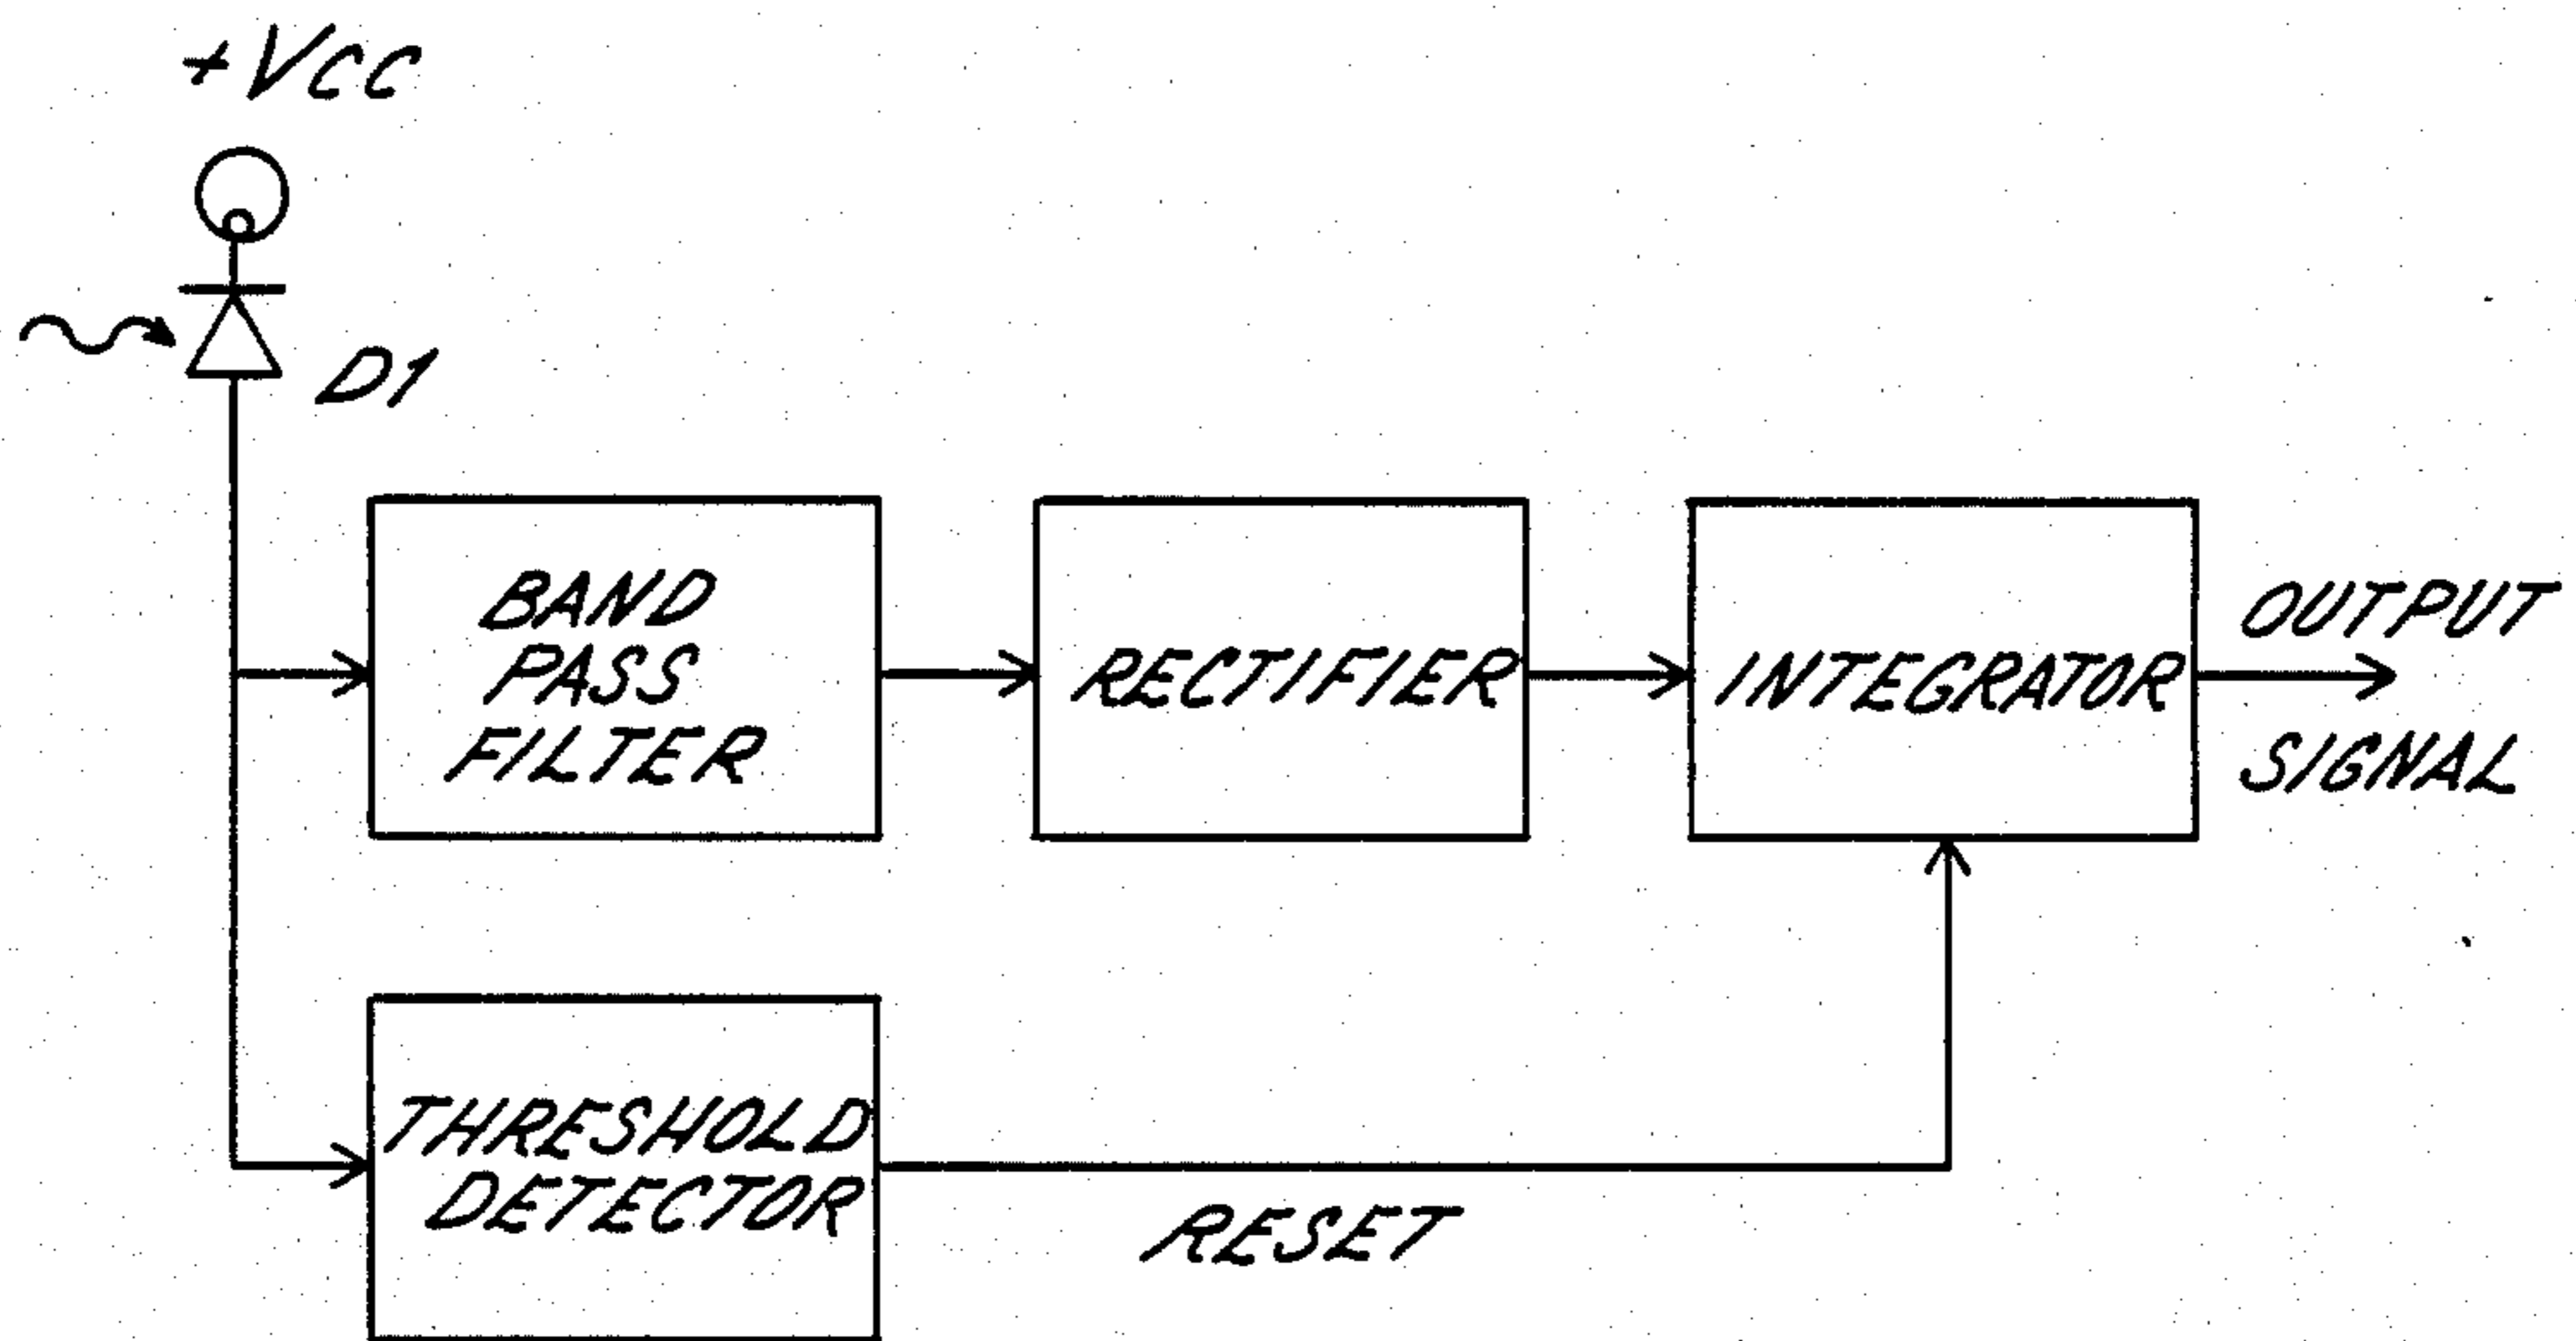 +VCC
D1
BAND
PASS
FILTER
RECTIFIER
INTEGRATOR
OUTPUT
SIGNAL
THRESHOLD
DETECTOR
RESET